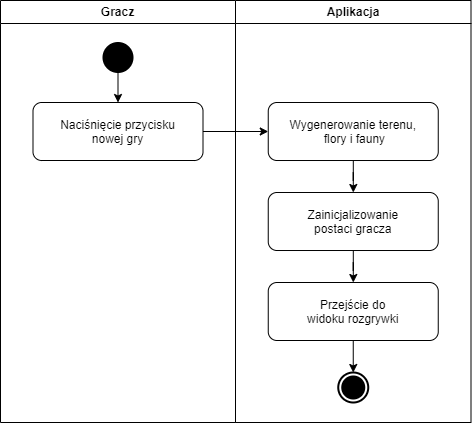 Gracz
Aplikacja
Naciśnięcie przycisku
nowej gry
Wygenerowanie terenu,
flory i fauny
Zainicjalizowanie
postaci gracza
Przejście do
widoku rozgrywki